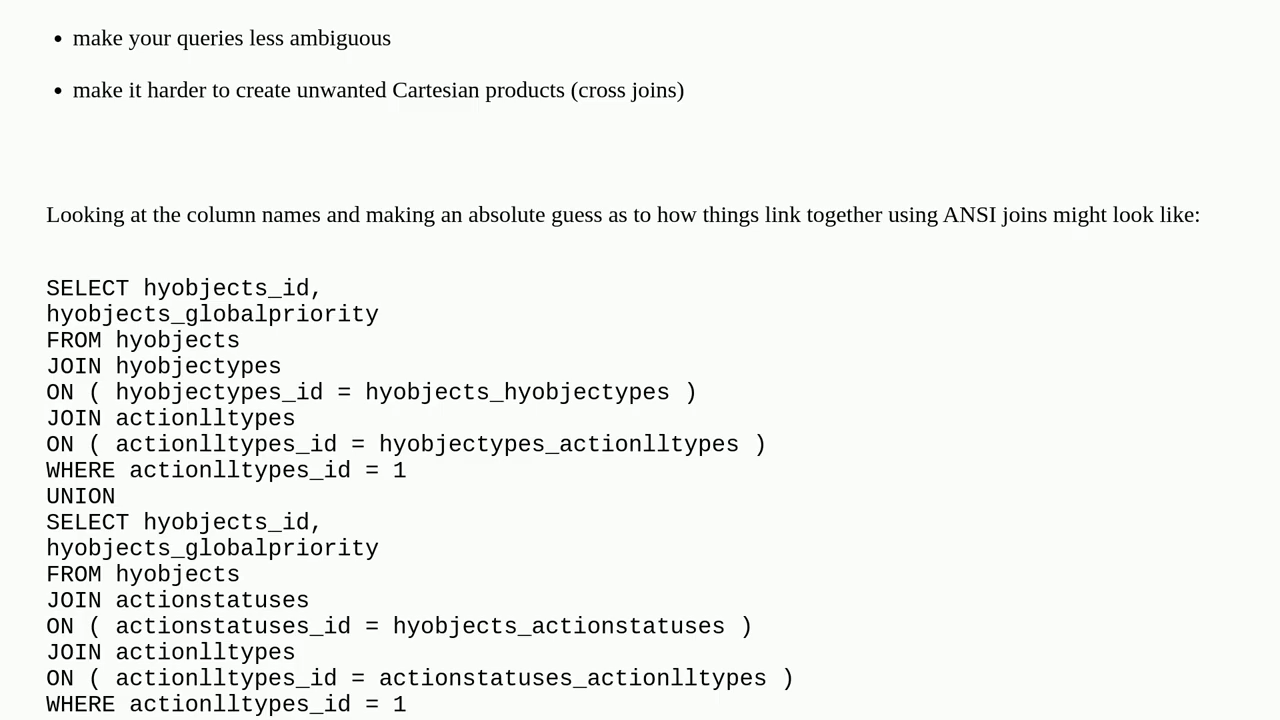 • make your queries less ambiguous
• make it harder to create unwanted Cartesian products (cross joins)
Looking at the column names and making an absolute guess as to how things link together using ANSI joins might look like:
SELECT hyobjects_id,
hyobjects_globalpriority
FROM hyobjects
JOIN hyobjectypes
ON ( hyobjectypes_id = hyobjects_hyobjectypes )
JOIN actionlltypes
ON ( actionlltypes_id = hyobjectypes_actionlltypes )
WHERE actionlltypes_id = 1
UNION
SELECT hyobjects_id,
hyobjects_globalpriority
FROM hyobjects
JOIN actionstatuses
ON ( actionstatuses_id = hyobjects_actionstatuses )
JOIN actionlltypes
ON ( actionlltypes_id = actionstatuses_actionlltypes )
WHERE actionlltypes_id = 1